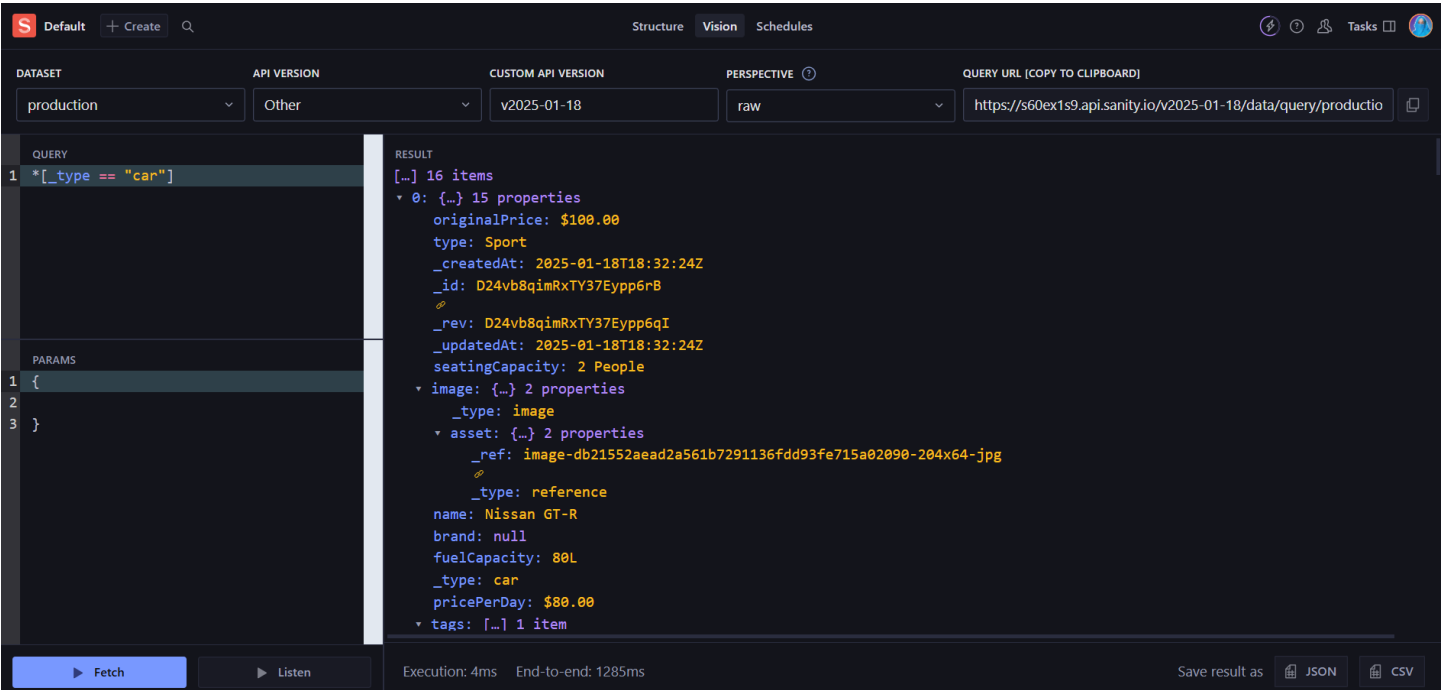 S Default + Create Structure Vision Schedules Tasks
DATASET API VERSION CUSTOM API VERSION PERSPECTIVE QUERY URL [COPY TO CLIPBOARD]
production Other v2025-01-18 raw https://s60ex1s9.api.sanity.io/v2025-01-18/data/query/productio
QUERY
1 *[_type == "car"]
PARAMS
1 {
2
3 }
Fetch Listen
RESULT
[…] 16 items
0: {…} 15 properties
originalPrice: $100.00
type: Sport
_createdAt: 2025-01-18T18:32:24Z
_id: D24vb8qimRxTY37Eypp6rB
_rev: D24vb8qimRxTY37Eypp6qI
_updatedAt: 2025-01-18T18:32:24Z
seatingCapacity: 2 People
image: {…} 2 properties
_type: image
asset: {…} 2 properties
_ref: image-db21552aead2a561b7291136fdd93fe715a02090-204x64-jpg
_type: reference
name: Nissan GT-R
brand: null
fuelCapacity: 80L
_type: car
pricePerDay: $80.00
tags: […] 1 item
Execution: 4ms End-to-end: 1285ms Save result as JSON CSV